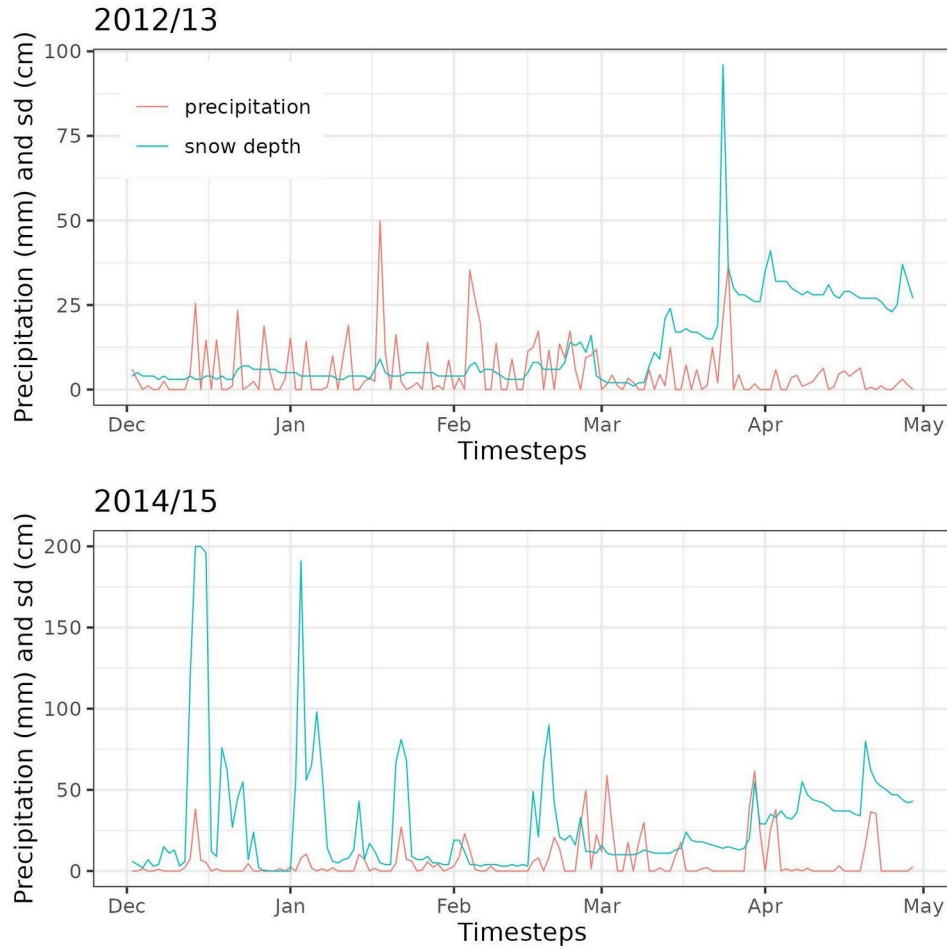 2012/13
Precipitation (mm) and sd (cm)
100
75
50
25
0
precipitation
snow depth
Dec Jan Feb Mar Apr May
Timesteps
2014/15
Precipitation (mm) and sd (cm)
200
150
100
50
0
Dec Jan Feb Mar Apr May
Timesteps